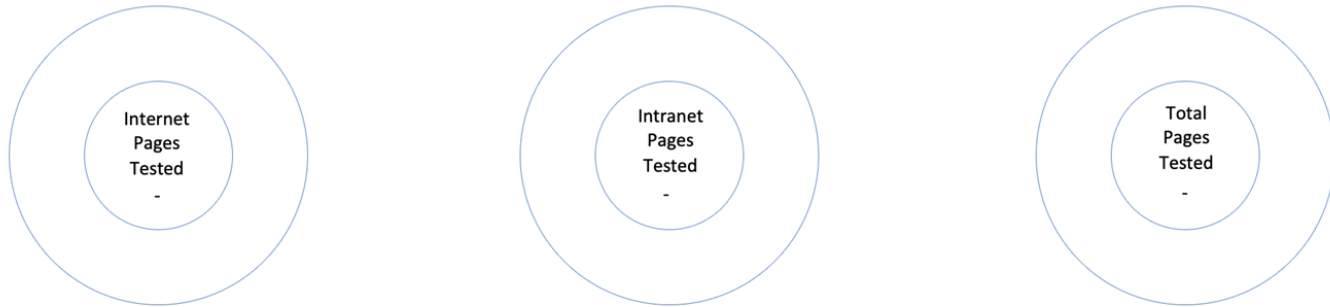 Internet
Pages
Tested
-
Intranet
Pages
Tested
-
Total
Pages
Tested
-